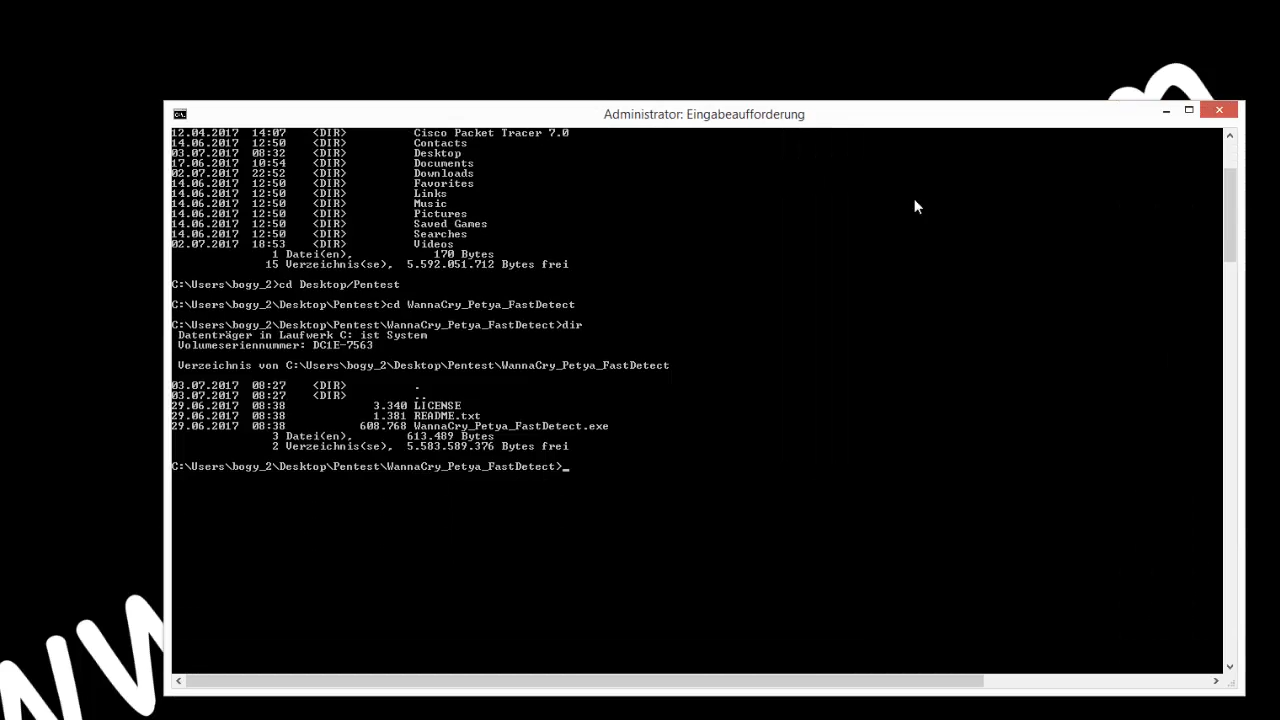 Administrator: Eingabeaufforderung
12.04.2017 14:07 <DIR> Cisco Packet Tracer 7.0
14.06.2017 12:50 <DIR> Contacts
03.07.2017 08:32 <DIR> Desktop
17.06.2017 10:54 <DIR> Documents
02.07.2017 22:52 <DIR> Downloads
14.06.2017 12:50 <DIR> Favorites
14.06.2017 12:50 <DIR> Links
14.06.2017 12:50 <DIR> Music
14.06.2017 12:50 <DIR> Pictures
14.06.2017 12:50 <DIR> Saved Games
14.06.2017 12:50 <DIR> Searches
02.07.2017 18:53 <DIR> Videos
1 Datei(en), 170 Bytes
15 Verzeichnis(se), 5.592.051.712 Bytes frei
C:\Users\bogy_2>cd Desktop/Pentest
C:\Users\bogy_2\Desktop\Pentest>cd WannaCry_Petya_FastDetect
C:\Users\bogy_2\Desktop\Pentest\WannaCry_Petya_FastDetect>dir
Datenträger in Laufwerk C: ist System
Volumeseriennummer: DC1E-7563
Verzeichnis von C:\Users\bogy_2\Desktop\Pentest\WannaCry_Petya_FastDetect
03.07.2017 08:27 <DIR> .
03.07.2017 08:27 <DIR> ..
29.06.2017 08:38 3.340 LICENSE
29.06.2017 08:38 1.381 README.txt
29.06.2017 08:38 608.768 WannaCry_Petya_FastDetect.exe
3 Datei(en), 613.489 Bytes
2 Verzeichnis(se), 5.583.589.376 Bytes frei
C:\Users\bogy_2\Desktop\Pentest\WannaCry_Petya_FastDetect>_